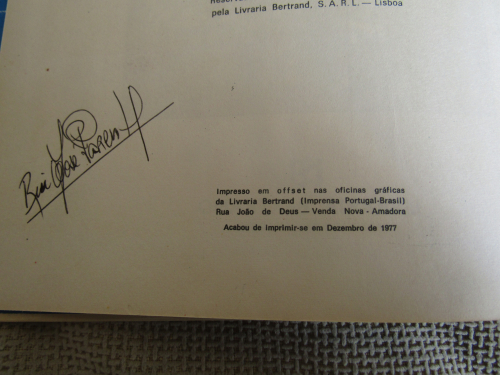 pela Livraria Bertrand, S. A. R. L. — Lisboa
José
Impresso em offset nas oficinas gráficas
da Livraria Bertrand (Imprensa Portugal-Brasil)
Rua João de Deus — Venda Nova - Amadora
Acabou de imprimir-se em Dezembro de 1977